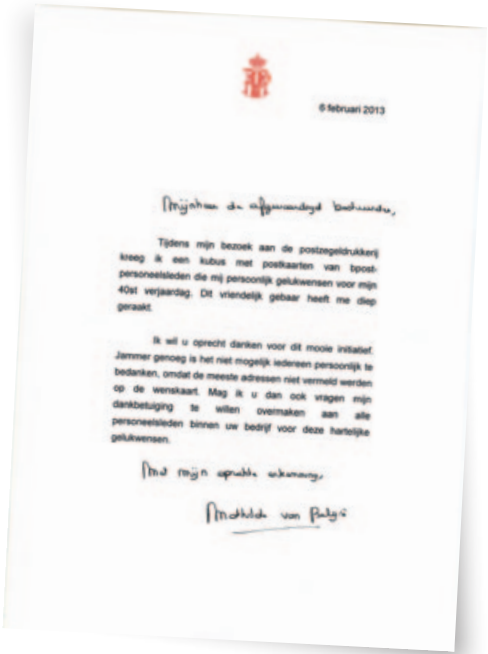 6 februari 2013
Mijnheer de afgevaardigd bestuurder,
Tijdens mijn bezoek aan de postzegeldrukkerij
kreeg ik een kubus met postkaarten van bpost-
personeelsleden die mij persoonlijk gelukwensen voor mijn
40st verjaardag. Dit vriendelijk gebaar heeft me diep
geraakt.
Ik wil u oprecht danken voor dit mooie initiatief.
Jammer genoeg is het niet mogelijk iedereen persoonlijk te
bedanken, omdat de meeste adressen niet vermeld werden
op de wenskaart. Mag ik u dan ook vragen mijn
dankbetuiging te willen overmaken aan alle
personeelsleden binnen uw bedrijf voor deze hartelijke
gelukwensen.
Met mijn oprechte erkenning,
Mathilde van België